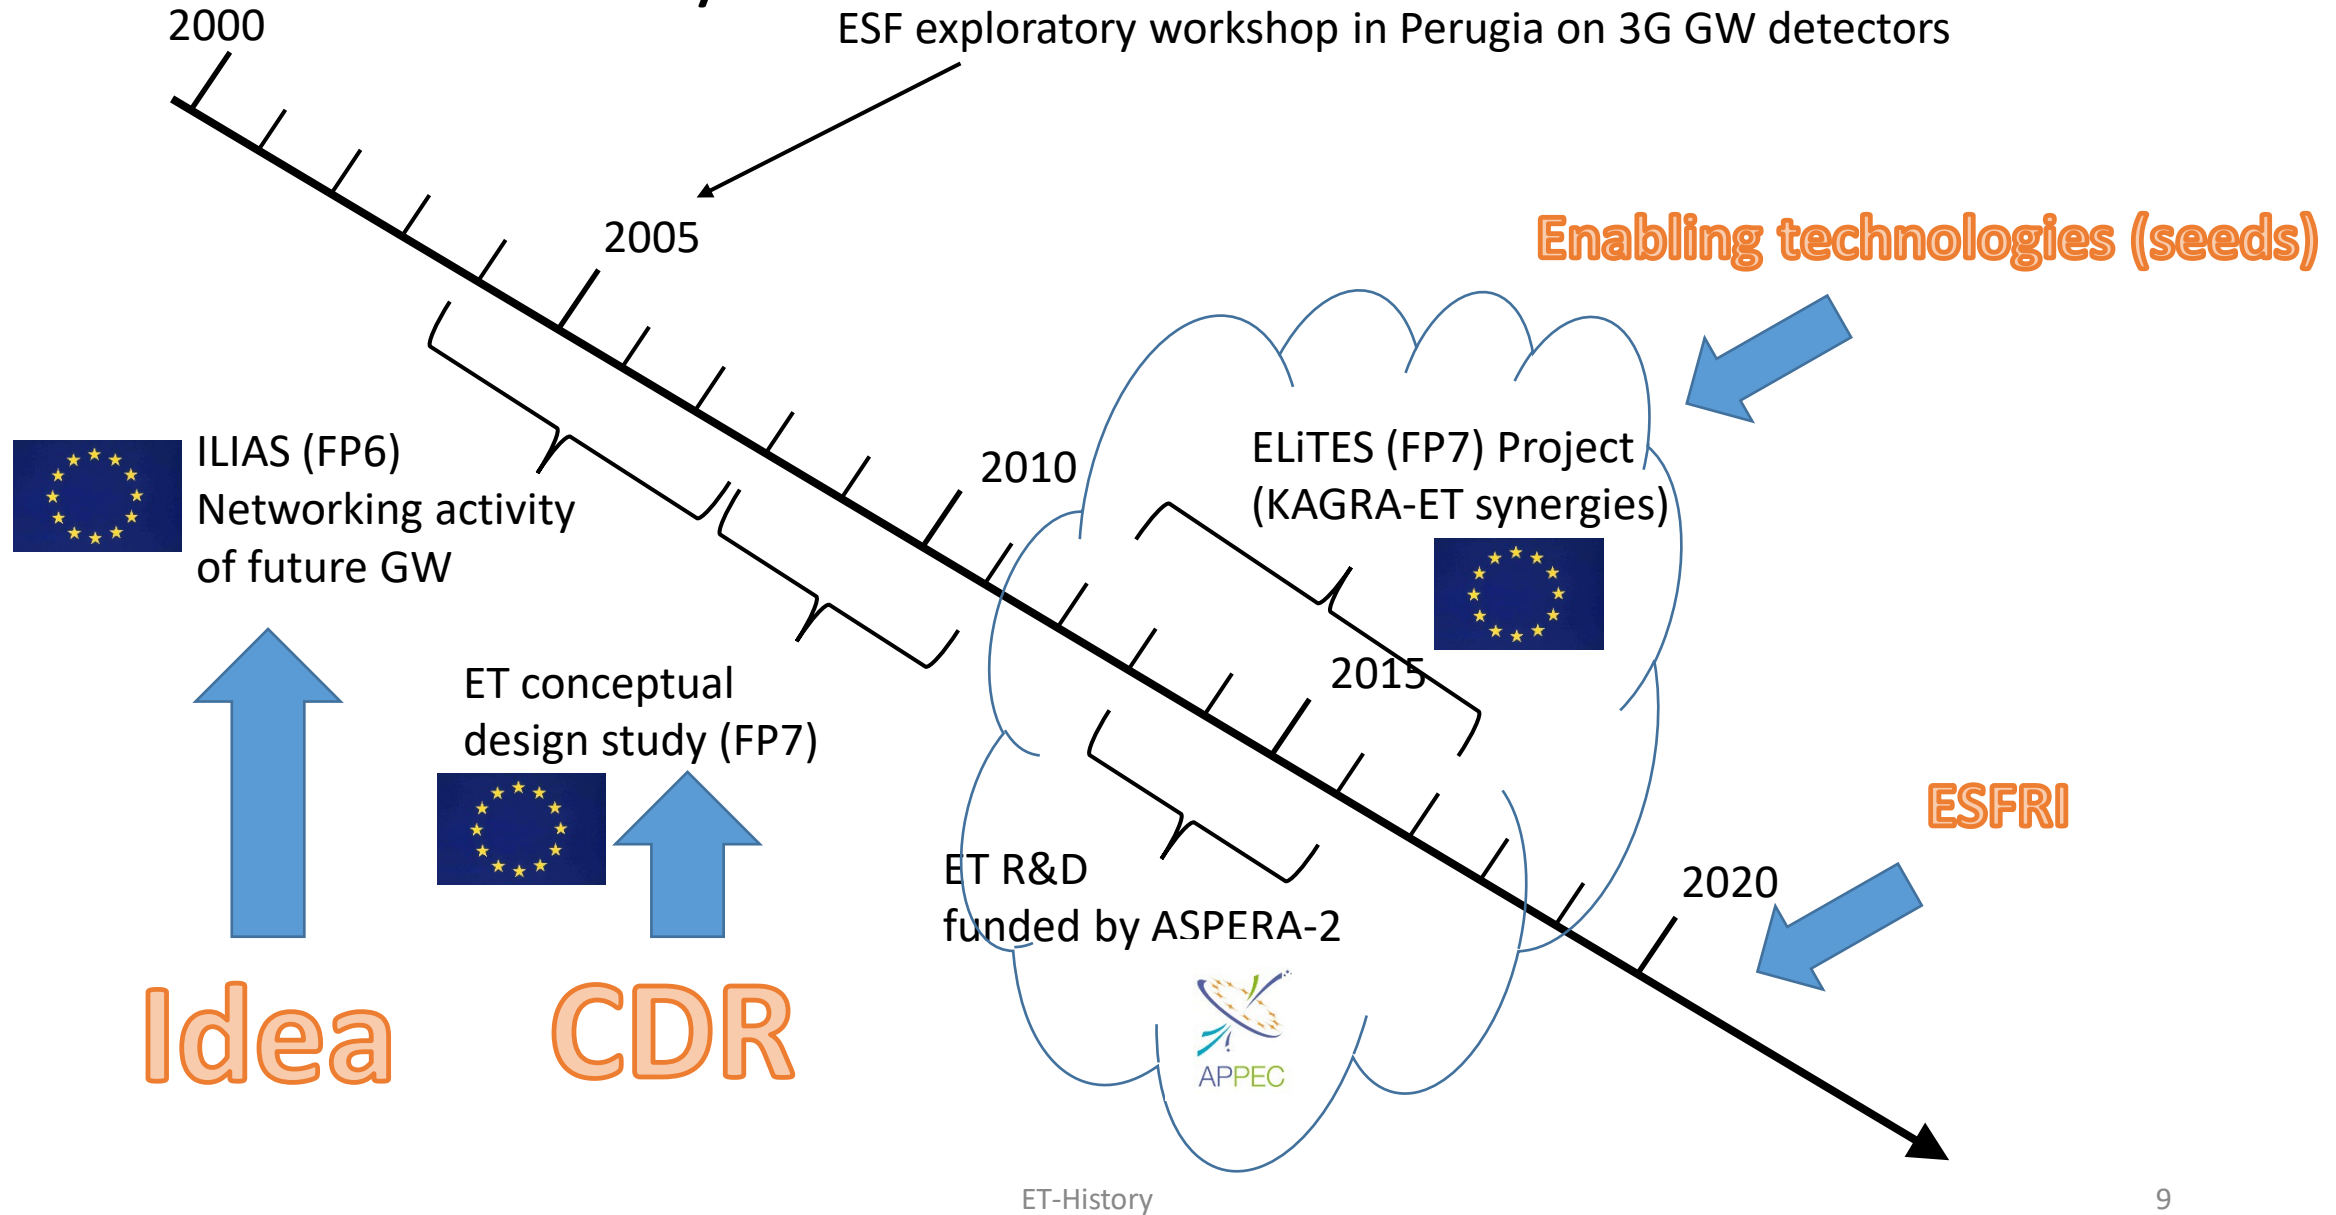 2000
ESF exploratory workshop in Perugia on 3G GW detectors
2005
Enabling technologies (seeds)
ILIAS (FP6)
Networking activity
of future GW
2010
ELiTES (FP7) Project
(KAGRA-ET synergies)
ET conceptual
design study (FP7)
2015
ESFRI
ET R&D
funded by ASPERA-2
2020
Idea
CDR
APPEC
ET-History
9